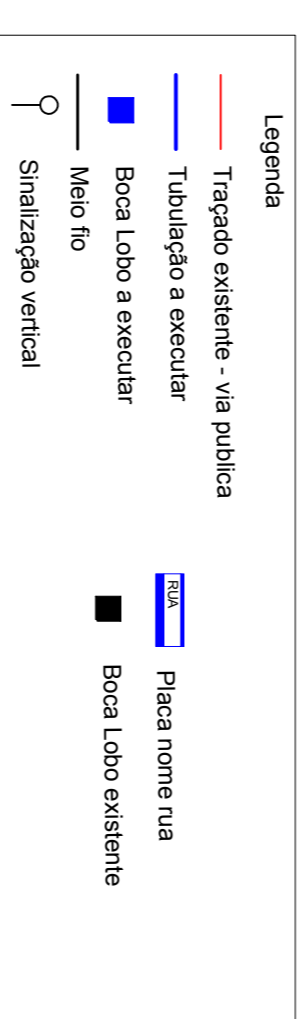 Legenda
Traçado existente - via publica
Tubulação a executar
Boca Lobo a executar
Meio fio
Sinalização vertical
RUA
Placa nome rua
Boca Lobo existente